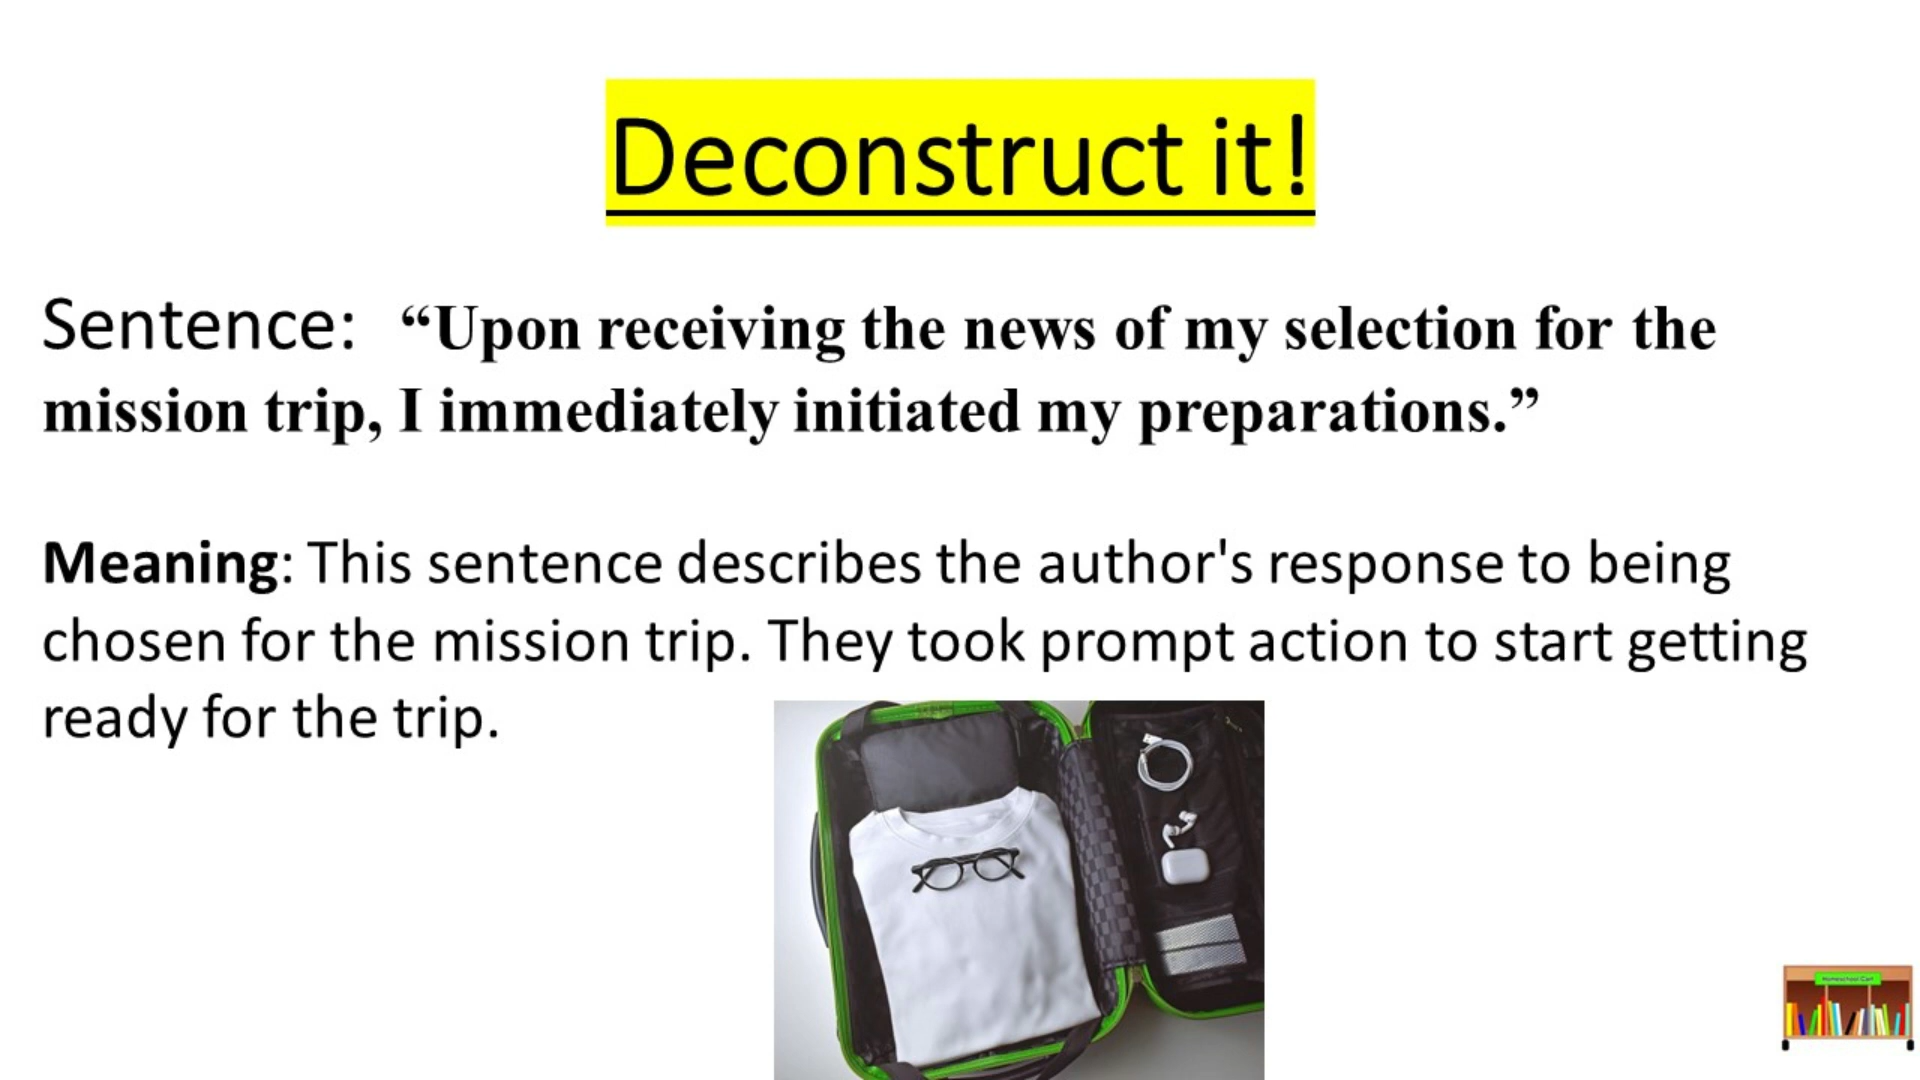 Deconstruct it!
Sentence: “Upon receiving the news of my selection for the
mission trip, I immediately initiated my preparations.”
Meaning: This sentence describes the author's response to being
chosen for the mission trip. They took prompt action to start getting
ready for the trip.
Homeschool Cart